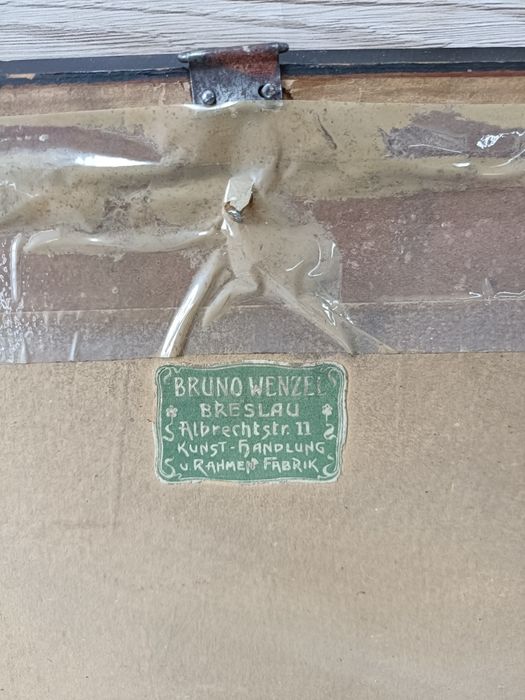 BRUNO WENZEL
BRESLAU
Albrechtstr. 11
KUNST-HANDLUNG
u. RAHMEN-FABRIK